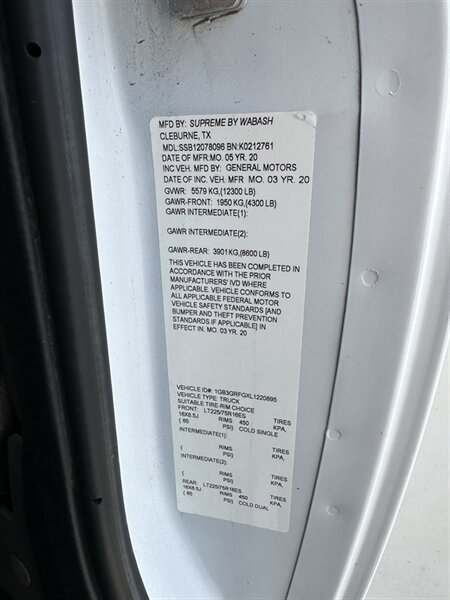 MFD BY: SUPREME BY WABASH
CLEBURNE, TX
MDL:SSB12078096 BN:K0212761
DATE OF MFR:MO. 05 YR. 20
INC VEH. MFG BY: GENERAL MOTORS
DATE OF INC. VEH. MFR MO. 03 YR. 20
GVWR: 5579 KG,(12300 LB)
GAWR-FRONT: 1950 KG,(4300 LB)
GAWR INTERMEDIATE(1):
GAWR INTERMEDIATE(2):
GAWR-REAR: 3901KG,(8600 LB)
THIS VEHICLE HAS BEEN COMPLETED IN
ACCORDANCE WITH THE PRIOR
MANUFACTURERS' IVD WHERE
APPLICABLE. VEHICLE CONFORMS TO
ALL APPLICABLE FEDERAL MOTOR
VEHICLE SAFETY STANDARDS [AND
BUMPER AND THEFT PREVENTION
STANDARDS IF APPLICABLE] IN
EFFECT IN: MO. 03 YR. 20
VEHICLE ID#: 1GB3GRFGXL1220895
VEHICLE TYPE: TRUCK
SUITABLE TIRE-RIM CHOICE
FRONT: LT225/75R16ES TIRES
16X6.5J RIMS 450 KPA,
( 65 PSI) COLD SINGLE
INTERMEDIATE(1): TIRES
RIMS KPA,
( PSI)
INTERMEDIATE(2): TIRES
RIMS KPA,
( PSI)
REAR: LT225/75R16ES TIRES
16X6.5J RIMS 450 KPA,
( 65 PSI) COLD DUAL